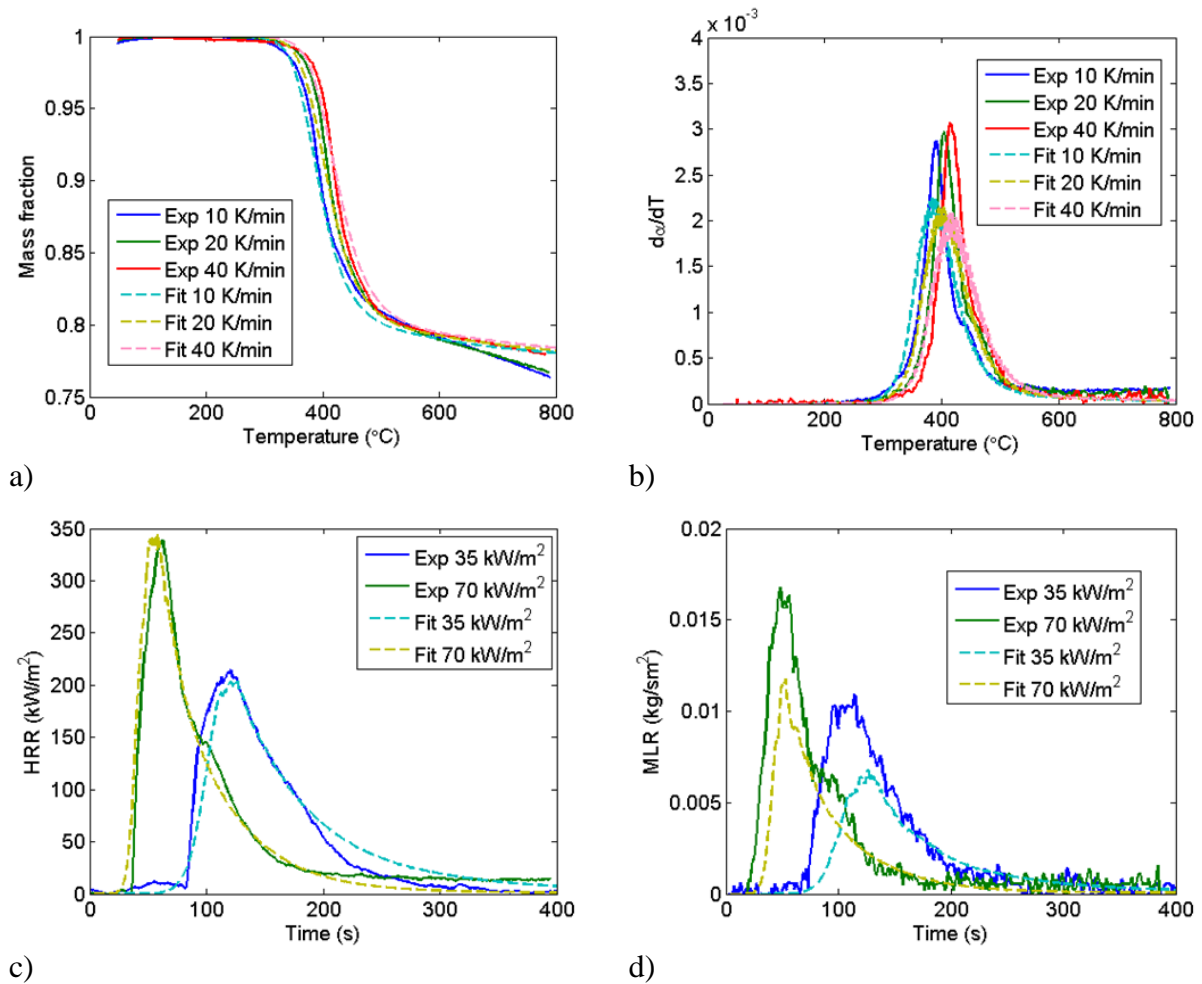 1
0.95
0.9
0.85
0.8
0.75
Mass fraction
0
200
400
600
800
Temperature (°C)
Exp 10 K/min
Exp 20 K/min
Exp 40 K/min
Fit 10 K/min
Fit 20 K/min
Fit 40 K/min
a)
x 10⁻³
4
3.5
3
2.5
2
1.5
1
0.5
0
dα/dT
0
200
400
600
800
Temperature (°C)
Exp 10 K/min
Exp 20 K/min
Exp 40 K/min
Fit 10 K/min
Fit 20 K/min
Fit 40 K/min
b)
350
300
250
200
150
100
50
0
HRR (kW/m²)
0
100
200
300
400
Time (s)
Exp 35 kW/m²
Exp 70 kW/m²
Fit 35 kW/m²
Fit 70 kW/m²
c)
0.02
0.015
0.01
0.005
0
MLR (kg/sm²)
0
100
200
300
400
Time (s)
Exp 35 kW/m²
Exp 70 kW/m²
Fit 35 kW/m²
Fit 70 kW/m²
d)